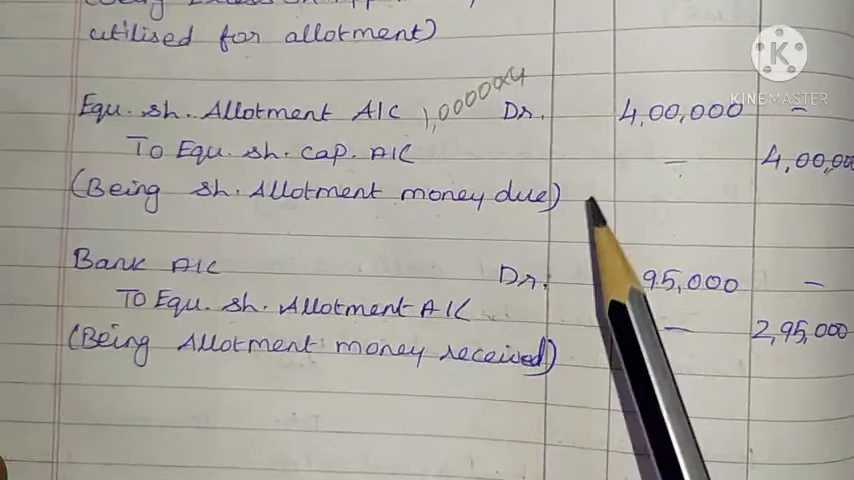 utilised for allotment)
KINEMASTER
Equ. sh. Allotment A/C 1,00000x4 Dr. 4,00,000 -
To Equ. sh. cap. A/C - 4,00,00
(Being sh. Allotment money due)
Bank A/C Dr. 95,000 -
To Equ. sh. Allotment A/C - 2,95,000
(Being Allotment money received)